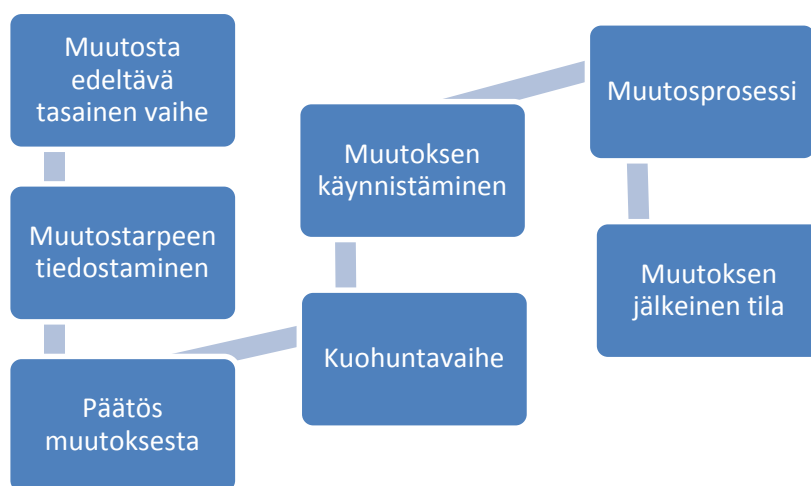 Muutosta
edeltävä
tasainen vaihe
Muutostarpeen
tiedostaminen
Päätös
muutoksesta
Kuohuntavaihe
Muutoksen
käynnistäminen
Muutosprosessi
Muutoksen
jälkeinen tila